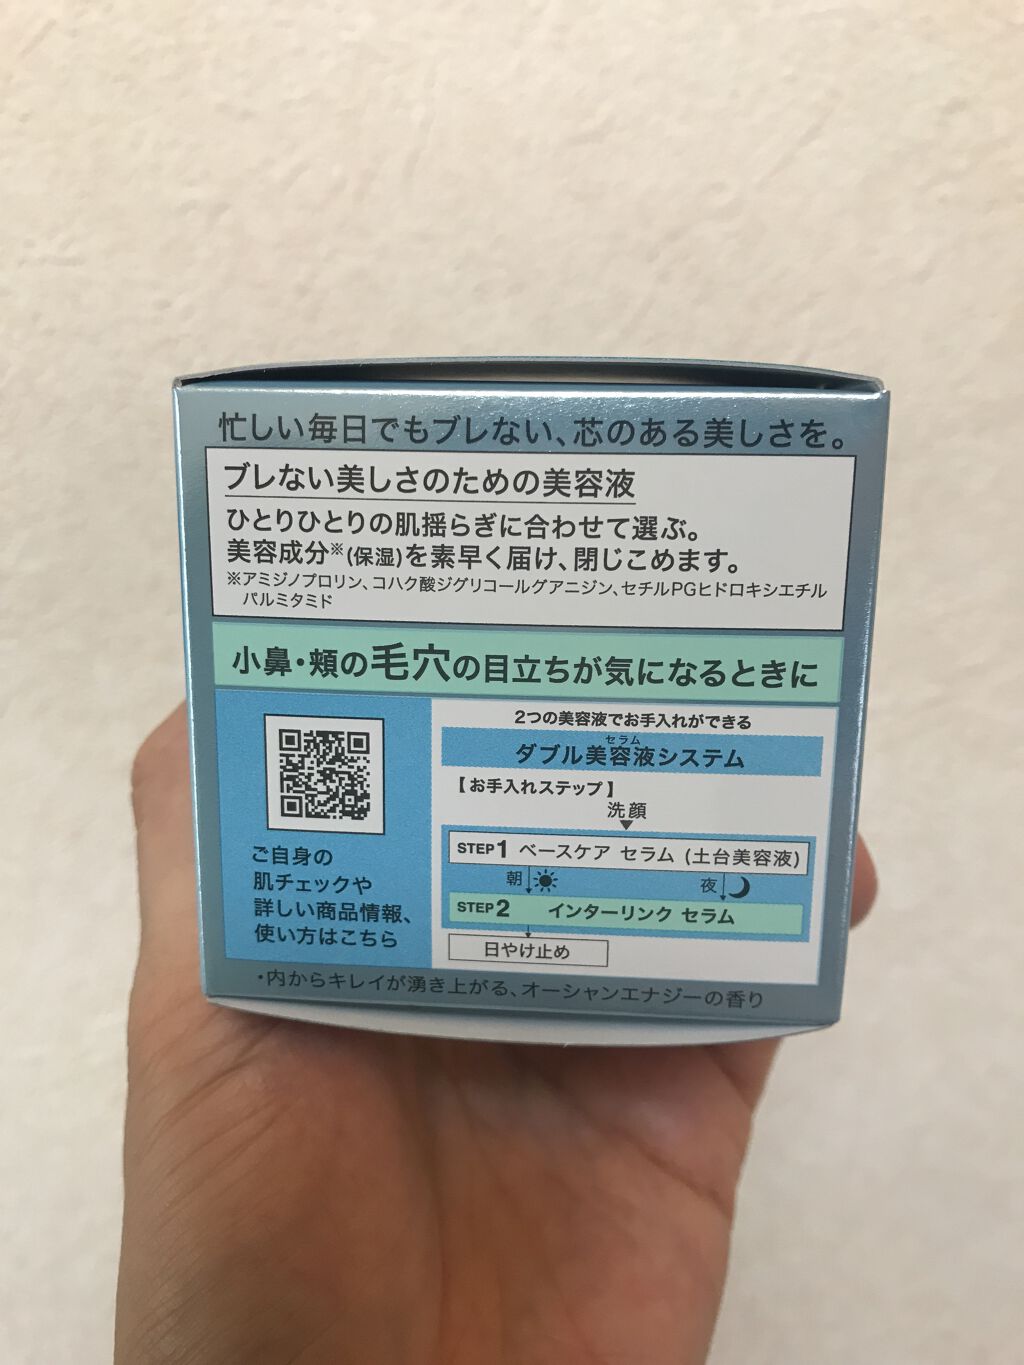 忙しい毎日でもブレない、芯のある美しさを。
ブレない美しさのための美容液
ひとりひとりの肌揺らぎに合わせて選ぶ。
美容成分※(保湿)を素早く届け、閉じこめます。
※アミジノプロリン、コハク酸ジグリコールグアニジン、セチルPGヒドロキシエチル
パルミタミド
小鼻・頬の毛穴の目立ちが気になるときに
ご自身の
肌チェックや
詳しい商品情報、
使い方はこちら
2つの美容液でお手入れができる
セラム
ダブル美容液システム
【お手入れステップ】
洗顔
STEP1 ベースケア セラム (土台美容液)
朝 夜
STEP2 インターリンク セラム
日やけ止め
・内からキレイが湧き上がる、オーシャンエナジーの香り